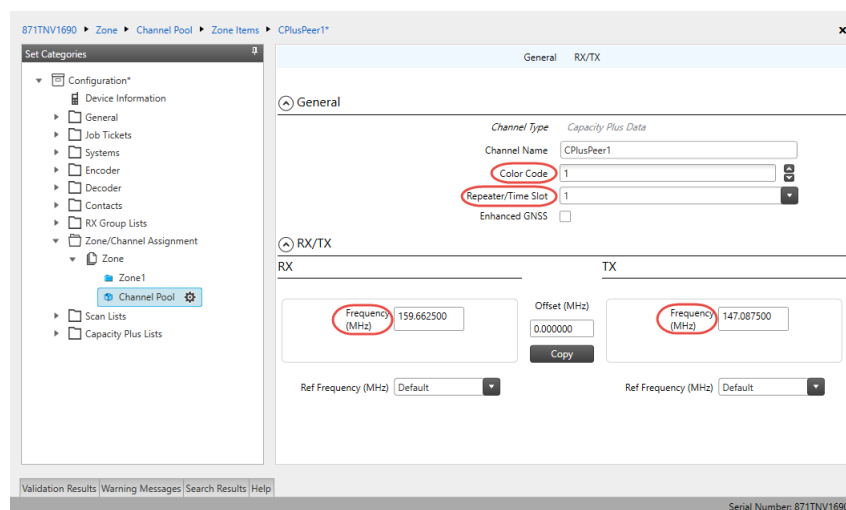 871TNV1690 Zone Channel Pool Zone Items CPlusPeer1*
Set Categories
Configuration*
Device Information
General
Job Tickets
Systems
Encoder
Decoder
Contacts
RX Group Lists
Zone/Channel Assignment
Zone
Zone1
Channel Pool
Scan Lists
Capacity Plus Lists
General RX/TX
General
Channel Type Capacity Plus Data
Channel Name CPlusPeer1
Color Code 1
Repeater/Time Slot 1
Enhanced GNSS
RX/TX
RX TX
Frequency (MHz) 159.662500
Offset (MHz)
0.000000
Copy
Frequency (MHz) 147.087500
Ref Frequency (MHz) Default
Ref Frequency (MHz) Default
Validation Results Warning Messages Search Results Help
Serial Number: 871TNV1690